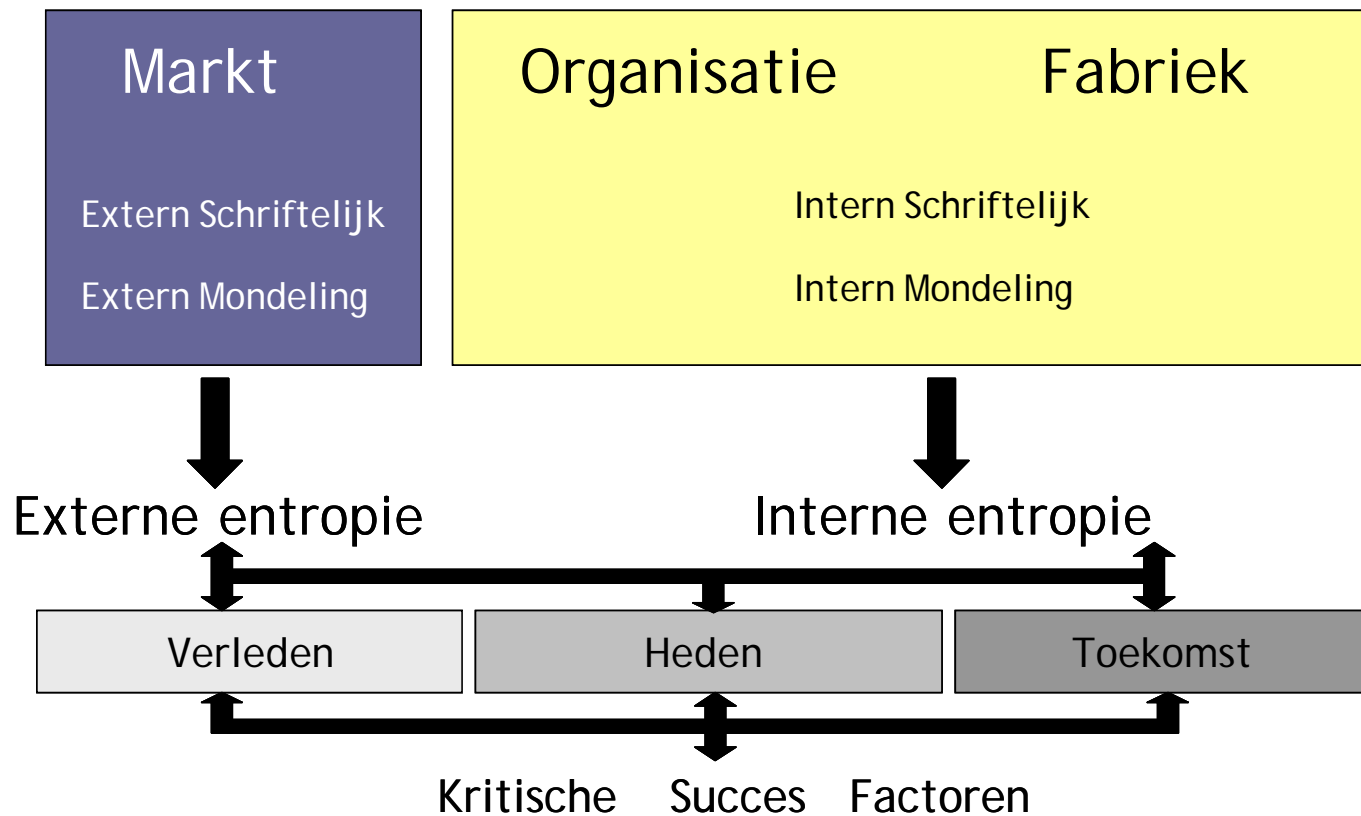 Markt
Organisatie Fabriek
Extern Schriftelijk
Extern Mondeling
Intern Schriftelijk
Intern Mondeling
Externe entropie
Interne entropie
Verleden
Heden
Toekomst
Kritische Succes Factoren